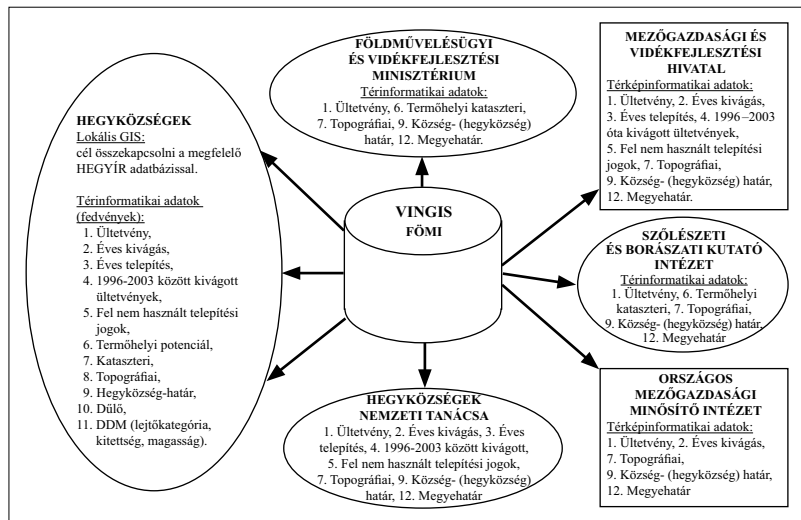 HEGYKÖZSÉGEK
Lokális GIS:
cél összekapcsolni a megfelelő
HEGYÍR adatbázissal.
Térinformatikai adatok
(fedvények):
1. Ültetvény,
2. Éves kivágás,
3. Éves telepítés,
4. 1996-2003 között kivágott
ültetvények,
5. Fel nem használt telepítési
jogok,
6. Termőhelyi potenciál,
7. Kataszteri,
8. Topográfiai,
9. Hegyközség-határ,
10. Dűlő,
11. DDM (lejtőkategória,
kitettség, magasság).
FÖLDMŰVELÉSÜGYI
ÉS VIDÉKFEJLESZTÉSI
MINISZTÉRIUM
Térinformatikai adatok:
1. Ültetvény, 6. Termőhelyi kataszteri,
7. Topográfiai, 9. Község- (hegyközség)
határ, 12. Megyehatár.
VINGIS
FÖMI
HEGYKÖZSÉGEK
NEMZETI TANÁCSA
1. Ültetvény, 2. Éves kivágás, 3. Éves
telepítés, 4. 1996-2003 között kivágott,
5. Fel nem használt telepítési jogok,
7. Topográfiai, 9. Község- (hegyközség)
határ, 12. Megyehatár
MEZŐGAZDASÁGI ÉS
VIDÉKFEJLESZTÉSI
HIVATAL
Térképinformatikai adatok:
1. Ültetvény, 2. Éves kivágás,
3. Éves telepítés, 4. 1996–2003
óta kivágott ültetvények,
5. Fel nem használt telepítési
jogok, 7. Topográfiai,
9. Község- (hegyközség) határ,
12. Megyehatár.
SZŐLÉSZETI
ÉS BORÁSZATI KUTATÓ
INTÉZET
Térinformatikai adatok:
1. Ültetvény, 6. Termőhelyi
kataszteri, 7. Topográfiai,
9. Község- (hegyközség) határ,
12. Megyehatár
ORSZÁGOS
MEZŐGAZDASÁGI
MINŐSÍTŐ INTÉZET
Térképinformatikai adatok:
1. Ültetvény, 2. Éves kivágás,
7. Topográfiai,
9. Község- (hegyközség) határ,
12. Megyehatár